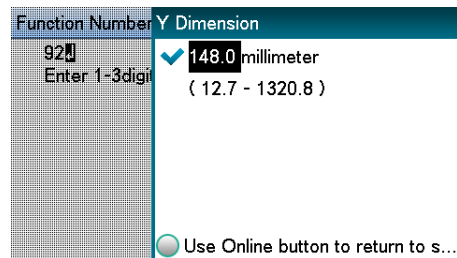 Function Number
92
Enter 1-3digi
Y Dimension
148.0 millimeter
( 12.7 - 1320.8 )
Use Online button to return to s...